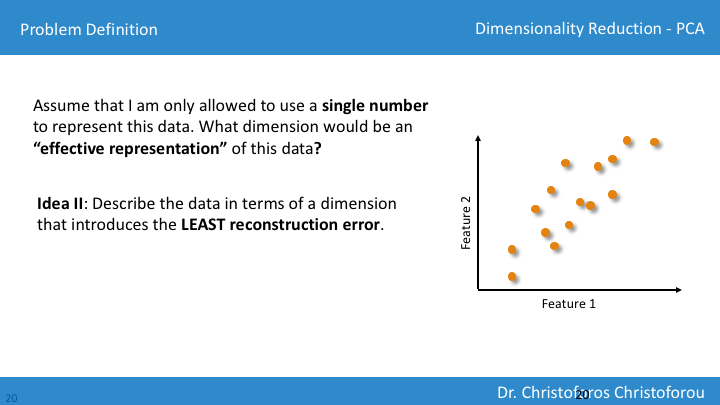 Problem Definition
Dimensionality Reduction - PCA
Assume that I am only allowed to use a single number
to represent this data. What dimension would be an
“effective representation” of this data?
Idea II: Describe the data in terms of a dimension
that introduces the LEAST reconstruction error.
Feature 2
Feature 1
Dr. Christoforos Christoforou
20
20